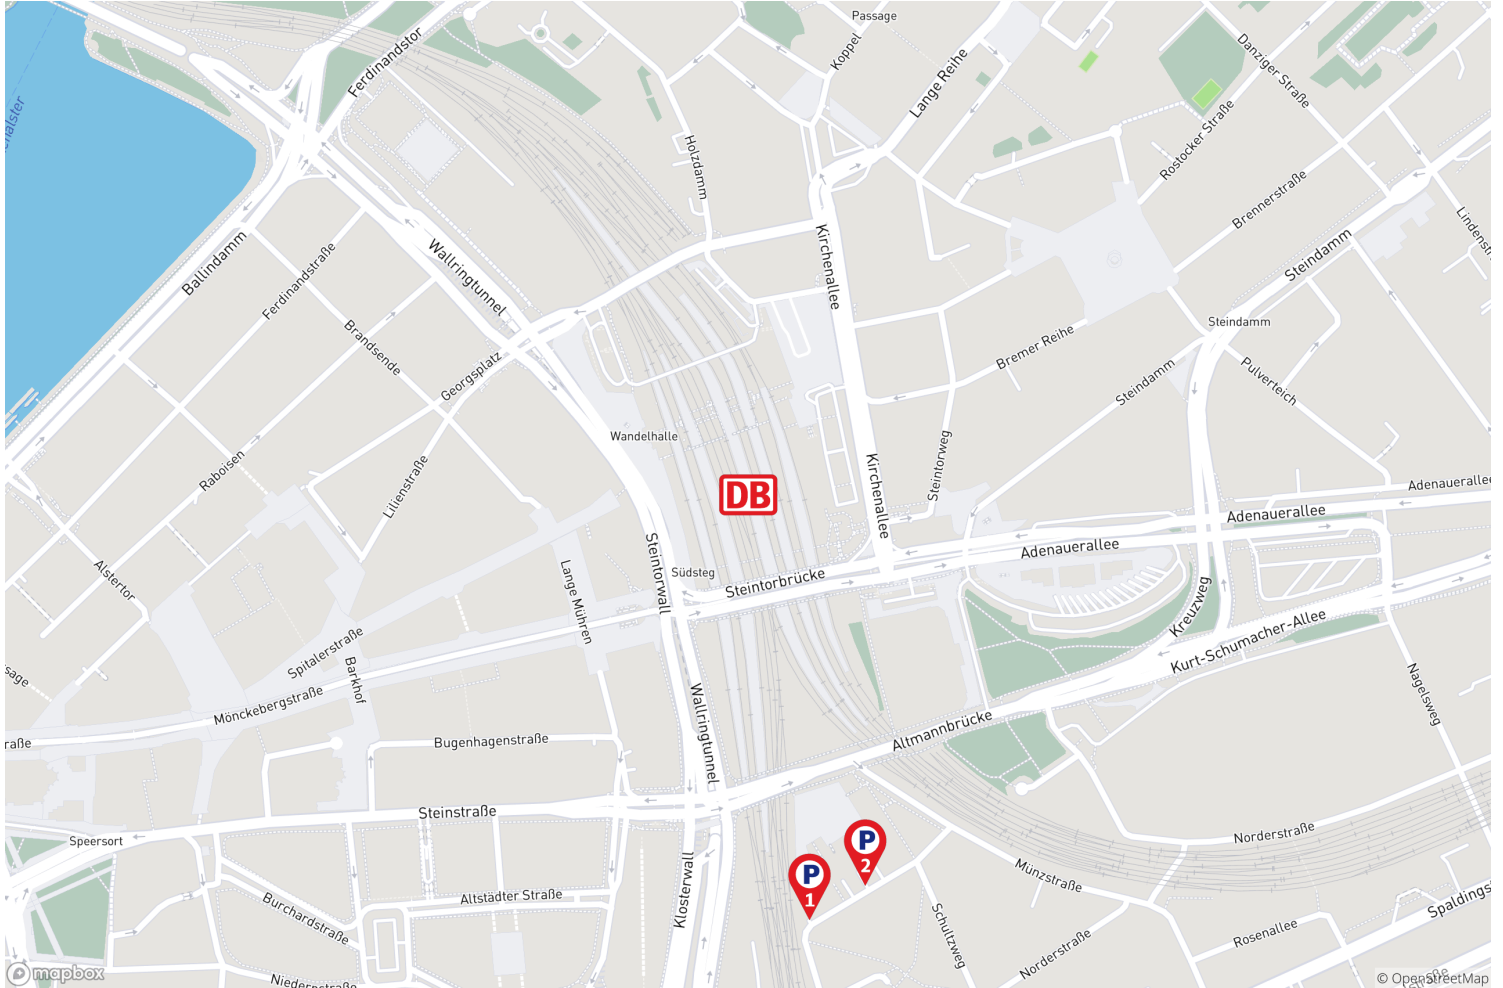 Passage
Ferdinandstor
Koppel
Danziger Straße
Lange Reihe
Rostocker Straße
Holzdamm
Brennerstraße
Ballindamm
Ferdinandstraße
Wallringtunnel
Kirchenallee
Steindamm
Steindamm
Brandsende
Georgsplatz
Bremer Reihe
Steindamm
Pulverteich
Wandelhalle
Raboisen
Lilienstraße
Kirchenallee
Steintorweg
DB
Adenauerallee
Adenauerallee
Adenauerallee
Alstertor
Lange Mühren
Steintorwall
Südsteg
Steintorbrücke
Kreuzweg
Kurt-Schumacher-Allee
Spitalerstraße
Barkhof
Mönckebergstraße
Wallringtunnel
Altmannbrücke
Nagelsweg
Bugenhagenstraße
Steinstraße
Speersort
Norderstraße
P
2
P
1
Münzstraße
Klosterwall
Altstädter Straße
Burchardstraße
Schultzweg
Norderstraße
Rosenallee
mapbox
© OpenStreetMap